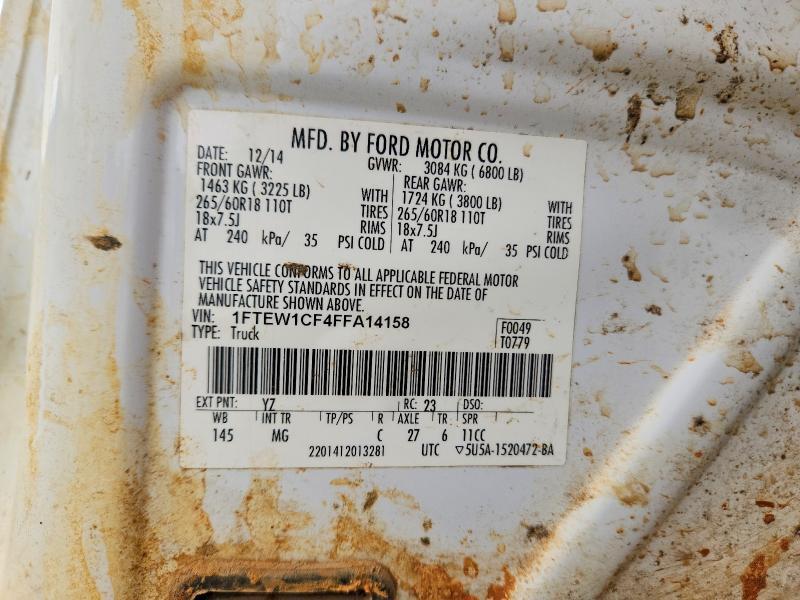 MFD. BY FORD MOTOR CO.
DATE: 12/14 GVWR: 3084 KG ( 6800 LB)
FRONT GAWR: REAR GAWR:
1463 KG ( 3225 LB) WITH 1724 KG ( 3800 LB) WITH
265/60R18 110T TIRES 265/60R18 110T TIRES
18x7.5J RIMS 18x7.5J RIMS
AT 240 kPa/ 35 PSI COLD AT 240 kPa/ 35 PSI COLD
THIS VEHICLE CONFORMS TO ALL APPLICABLE FEDERAL MOTOR
VEHICLE SAFETY STANDARDS IN EFFECT ON THE DATE OF
MANUFACTURE SHOWN ABOVE.
VIN: 1FTEW1CF4FFA14158 F0049
TYPE: Truck T0779
EXT PNT: YZ RC: 23 DSO:
WB INT TR TP/PS R AXLE TR SPR
145 MG C 27 6 11CC
2201412013281 UTC ▽5U5A-1520472-BA